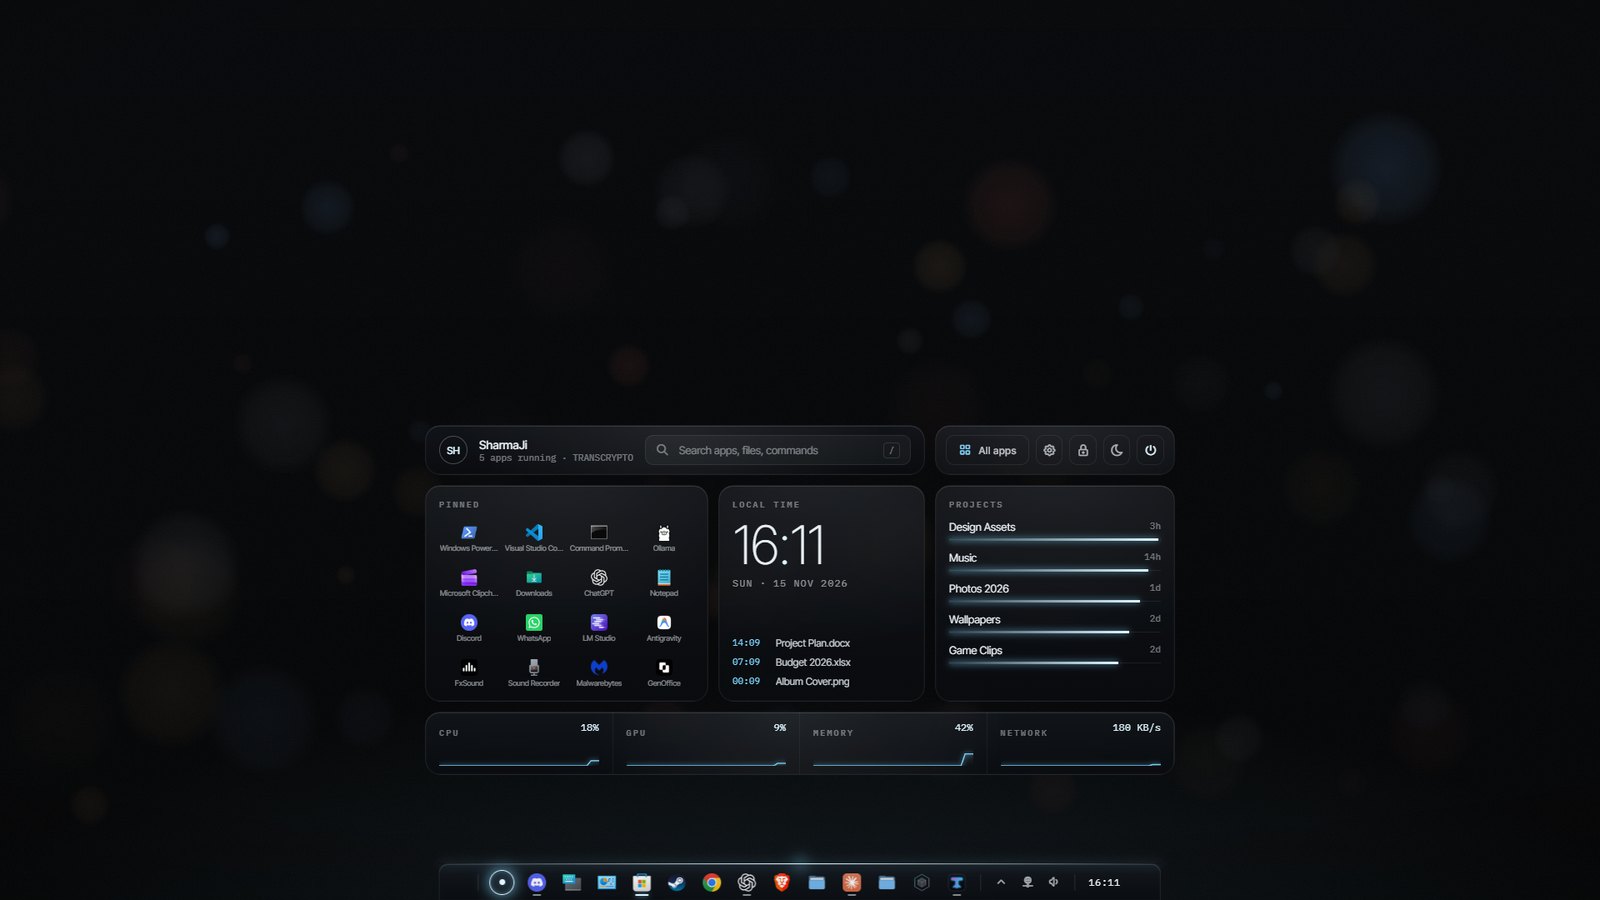 SH
SharmaJi
5 apps running · TRANSCRYPTO
Search apps, files, commands
/
All apps
PINNED
Windows Power...
Visual Studio Co...
Command Prom...
Ollama
Microsoft Clipch...
Downloads
ChatGPT
Notepad
Discord
WhatsApp
LM Studio
Antigravity
FxSound
Sound Recorder
Malwarebytes
GenOffice
LOCAL TIME
16:11
SUN · 15 NOV 2026
14:09 Project Plan.docx
07:09 Budget 2026.xlsx
00:09 Album Cover.png
PROJECTS
Design Assets 3h
Music 14h
Photos 2026 1d
Wallpapers 2d
Game Clips 2d
CPU 18%
GPU 9%
MEMORY 42%
NETWORK 180 KB/s
16:11